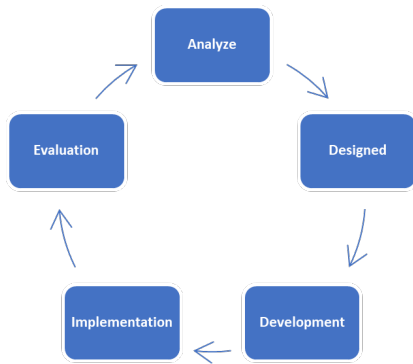 Analyze
Designed
Development
Implementation
Evaluation